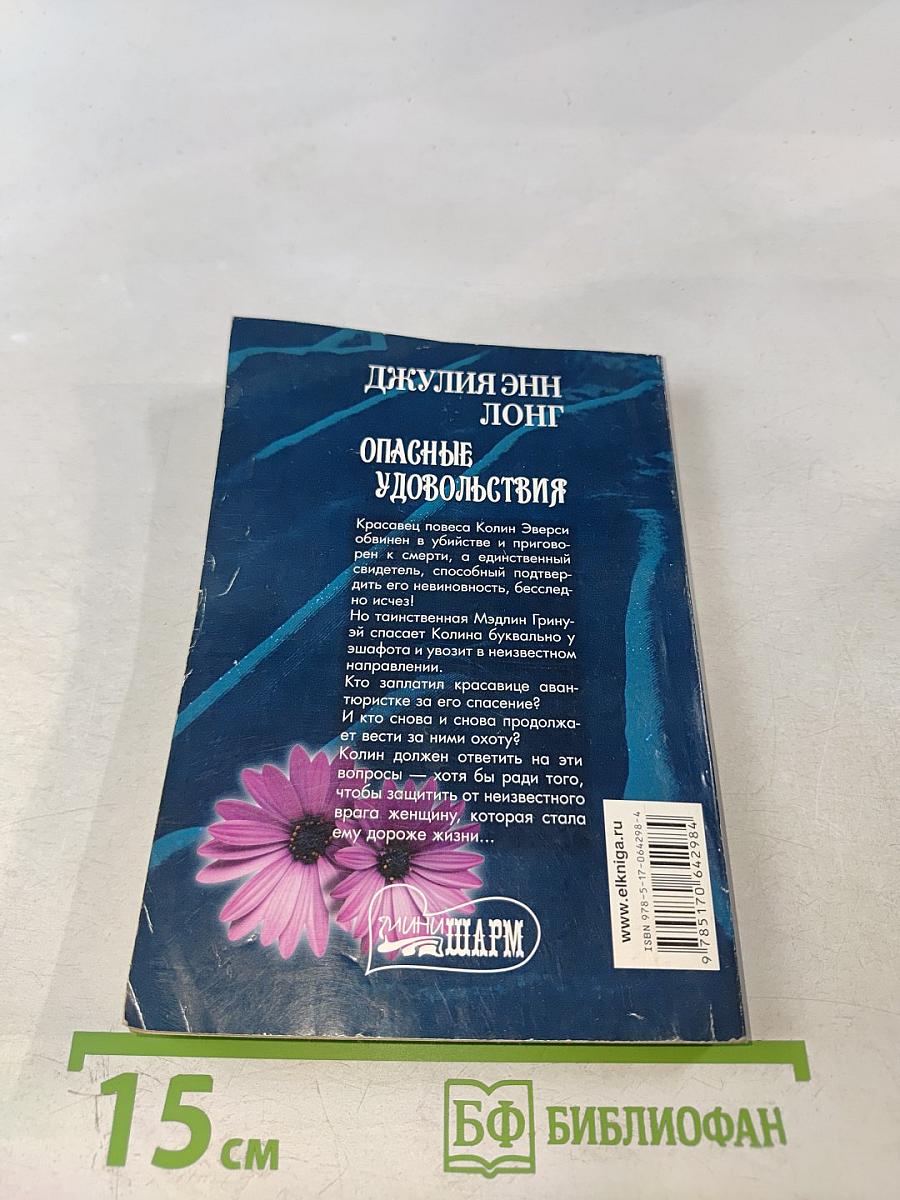 ДЖУЛИЯ ЭНН
ЛОНГ
ОПАСНЫЕ
УДОВОЛЬСТВИЯ
Красавец повеса Колин Эверси
обвинен в убийстве и пригово-
рен к смерти, а единственный
свидетель, способный подтвер-
дить его невиновность, бесслед-
но исчез!
Но таинственная Мэдлин Грину-
эй спасает Колина буквально у
эшафота и увозит в неизвестном
направлении.
Кто заплатил красавице аван-
тюристке за его спасение?
И кто снова и снова продолжа-
ет вести за ними охоту?
Колин должен ответить на эти
вопросы — хотя бы ради того,
чтобы защитить от неизвестного
врага женщину, которая стала
ему дороже жизни...
МИНИ
ШАРМ
www.elkniga.ru
ISBN 978-5-17-064298-4
9 785170 642984
15 см
БФ БИБЛИОФАН